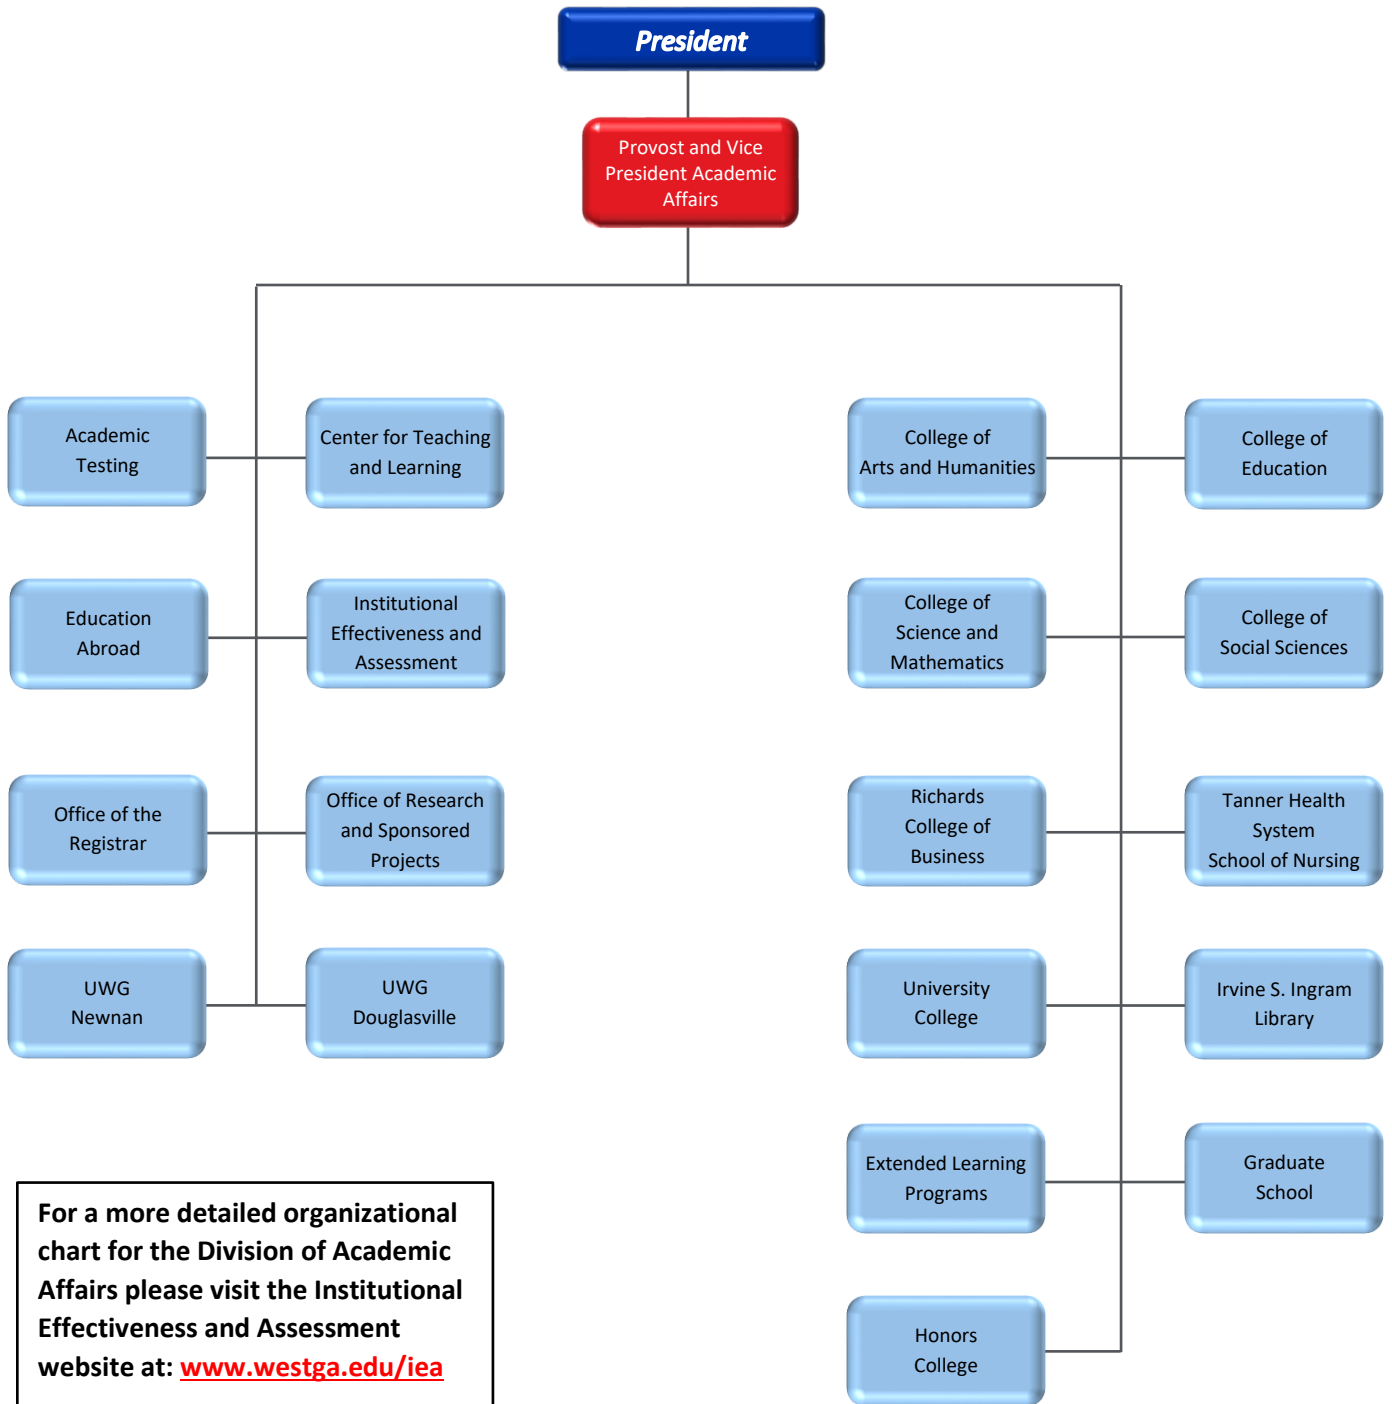 President
Provost and Vice
President Academic
Affairs
Academic
Testing
Center for Teaching
and Learning
College of
Arts and Humanities
College of
Education
Education
Abroad
Institutional
Effectiveness and
Assessment
College of
Science and
Mathematics
College of
Social Sciences
Office of the
Registrar
Office of Research
and Sponsored
Projects
Richards
College of
Business
Tanner Health
System
School of Nursing
UWG
Newnan
UWG
Douglasville
University
College
Irvine S. Ingram
Library
Extended Learning
Programs
Graduate
School
Honors
College
For a more detailed organizational
chart for the Division of Academic
Affairs please visit the Institutional
Effectiveness and Assessment
website at: www.westga.edu/iea